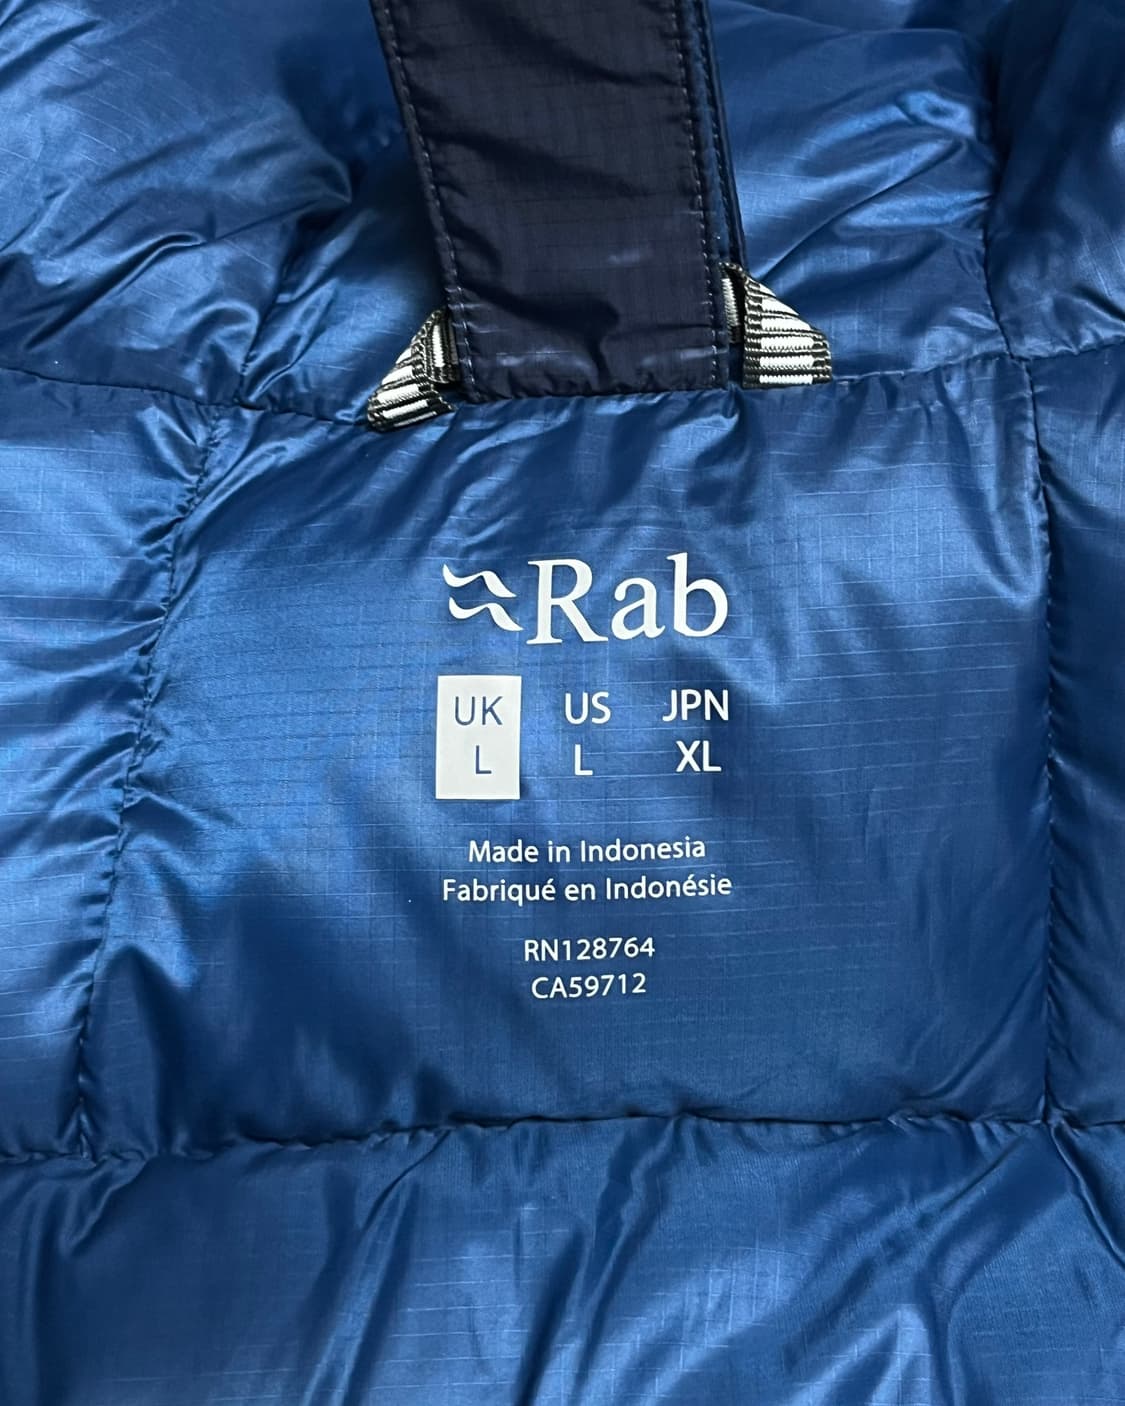 Rab
UK US JPN
L L XL
Made in Indonesia
Fabriqué en Indonésie
RN128764
CA59712